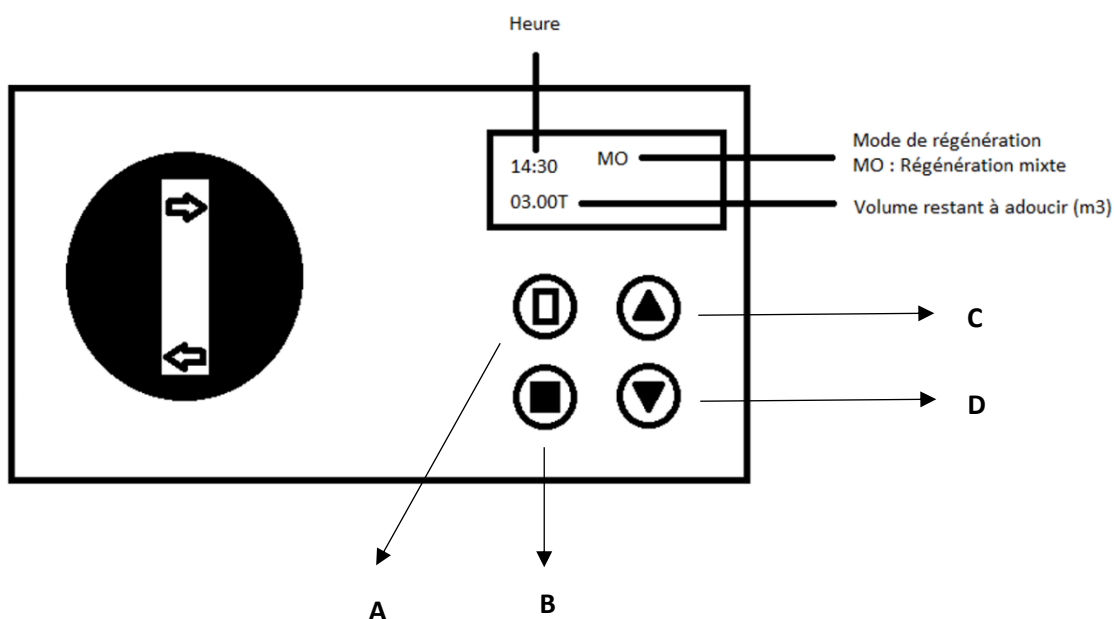 Heure
14:30 MO
03.00T
Mode de régénération
MO : Régénération mixte
Volume restant à adoucir (m3)
C
D
A
B